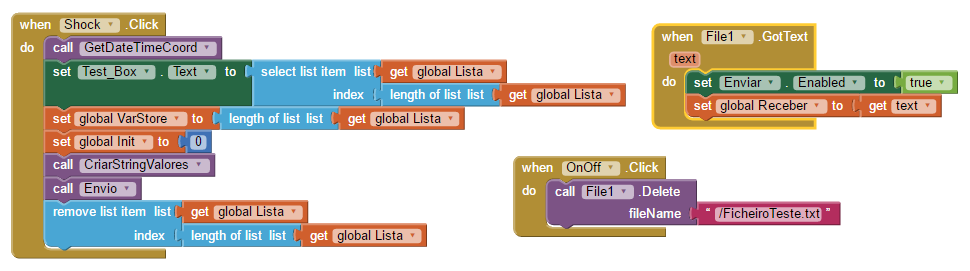 when Shock .Click
do call GetDateTimeCoord
set Test_Box . Text to select list item list get global Lista
index length of list list get global Lista
set global VarStore to length of list list get global Lista
set global Init to 0
call CriarStringValores
call Envio
remove list item list get global Lista
index length of list list get global Lista
when File1 .GotText
text
do set Enviar . Enabled to true
set global Receber to get text
when OnOff .Click
do call File1 .Delete
fileName " /FicheiroTeste.txt "